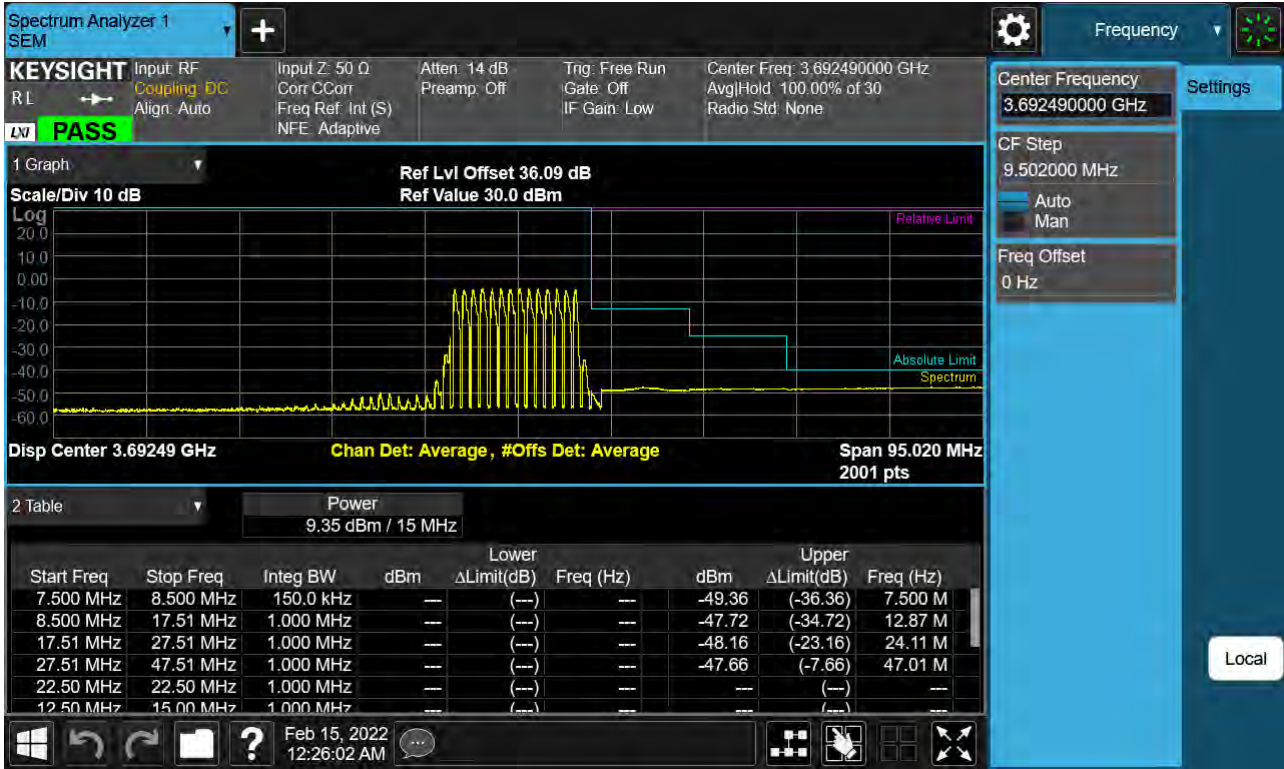 Spectrum Analyzer 1
SEM
Frequency
KEYSIGHT
RL
LXI
PASS
Input: RF
Coupling: DC
Align: Auto
Input Z: 50 Ω
Corr CCorr
Freq Ref: Int (S)
NFE: Adaptive
Atten: 14 dB
Preamp: Off
Trig: Free Run
Gate: Off
IF Gain: Low
Center Freq: 3.692490000 GHz
Avg|Hold: 100.00% of 30
Radio Std: None
1 Graph
Scale/Div 10 dB
Ref Lvl Offset 36.09 dB
Ref Value 30.0 dBm
Log
20.0
10.0
0.00
-10.0
-20.0
-30.0
-40.0
-50.0
-60.0
Relative Limit
Absolute Limit
Spectrum
Disp Center 3.69249 GHz
Chan Det: Average, #Offs Det: Average
Span 95.020 MHz
2001 pts
2 Table
Power
9.35 dBm / 15 MHz
Lower Upper
Start Freq Stop Freq Integ BW dBm ΔLimit(dB) Freq (Hz) dBm ΔLimit(dB) Freq (Hz)
7.500 MHz 8.500 MHz 150.0 kHz --- (---) --- -49.36 (-36.36) 7.500 M
8.500 MHz 17.51 MHz 1.000 MHz --- (---) --- -47.72 (-34.72) 12.87 M
17.51 MHz 27.51 MHz 1.000 MHz --- (---) --- -48.16 (-23.16) 24.11 M
27.51 MHz 47.51 MHz 1.000 MHz --- (---) --- -47.66 (-7.66) 47.01 M
22.50 MHz 22.50 MHz 1.000 MHz --- (---) --- --- (---) ---
12.50 MHz 15.00 MHz 1.000 MHz --- (---) --- --- (---) ---
?
Feb 15, 2022
12:26:02 AM
Center Frequency
3.692490000 GHz
CF Step
9.502000 MHz
Auto
Man
Freq Offset
0 Hz
Settings
Local